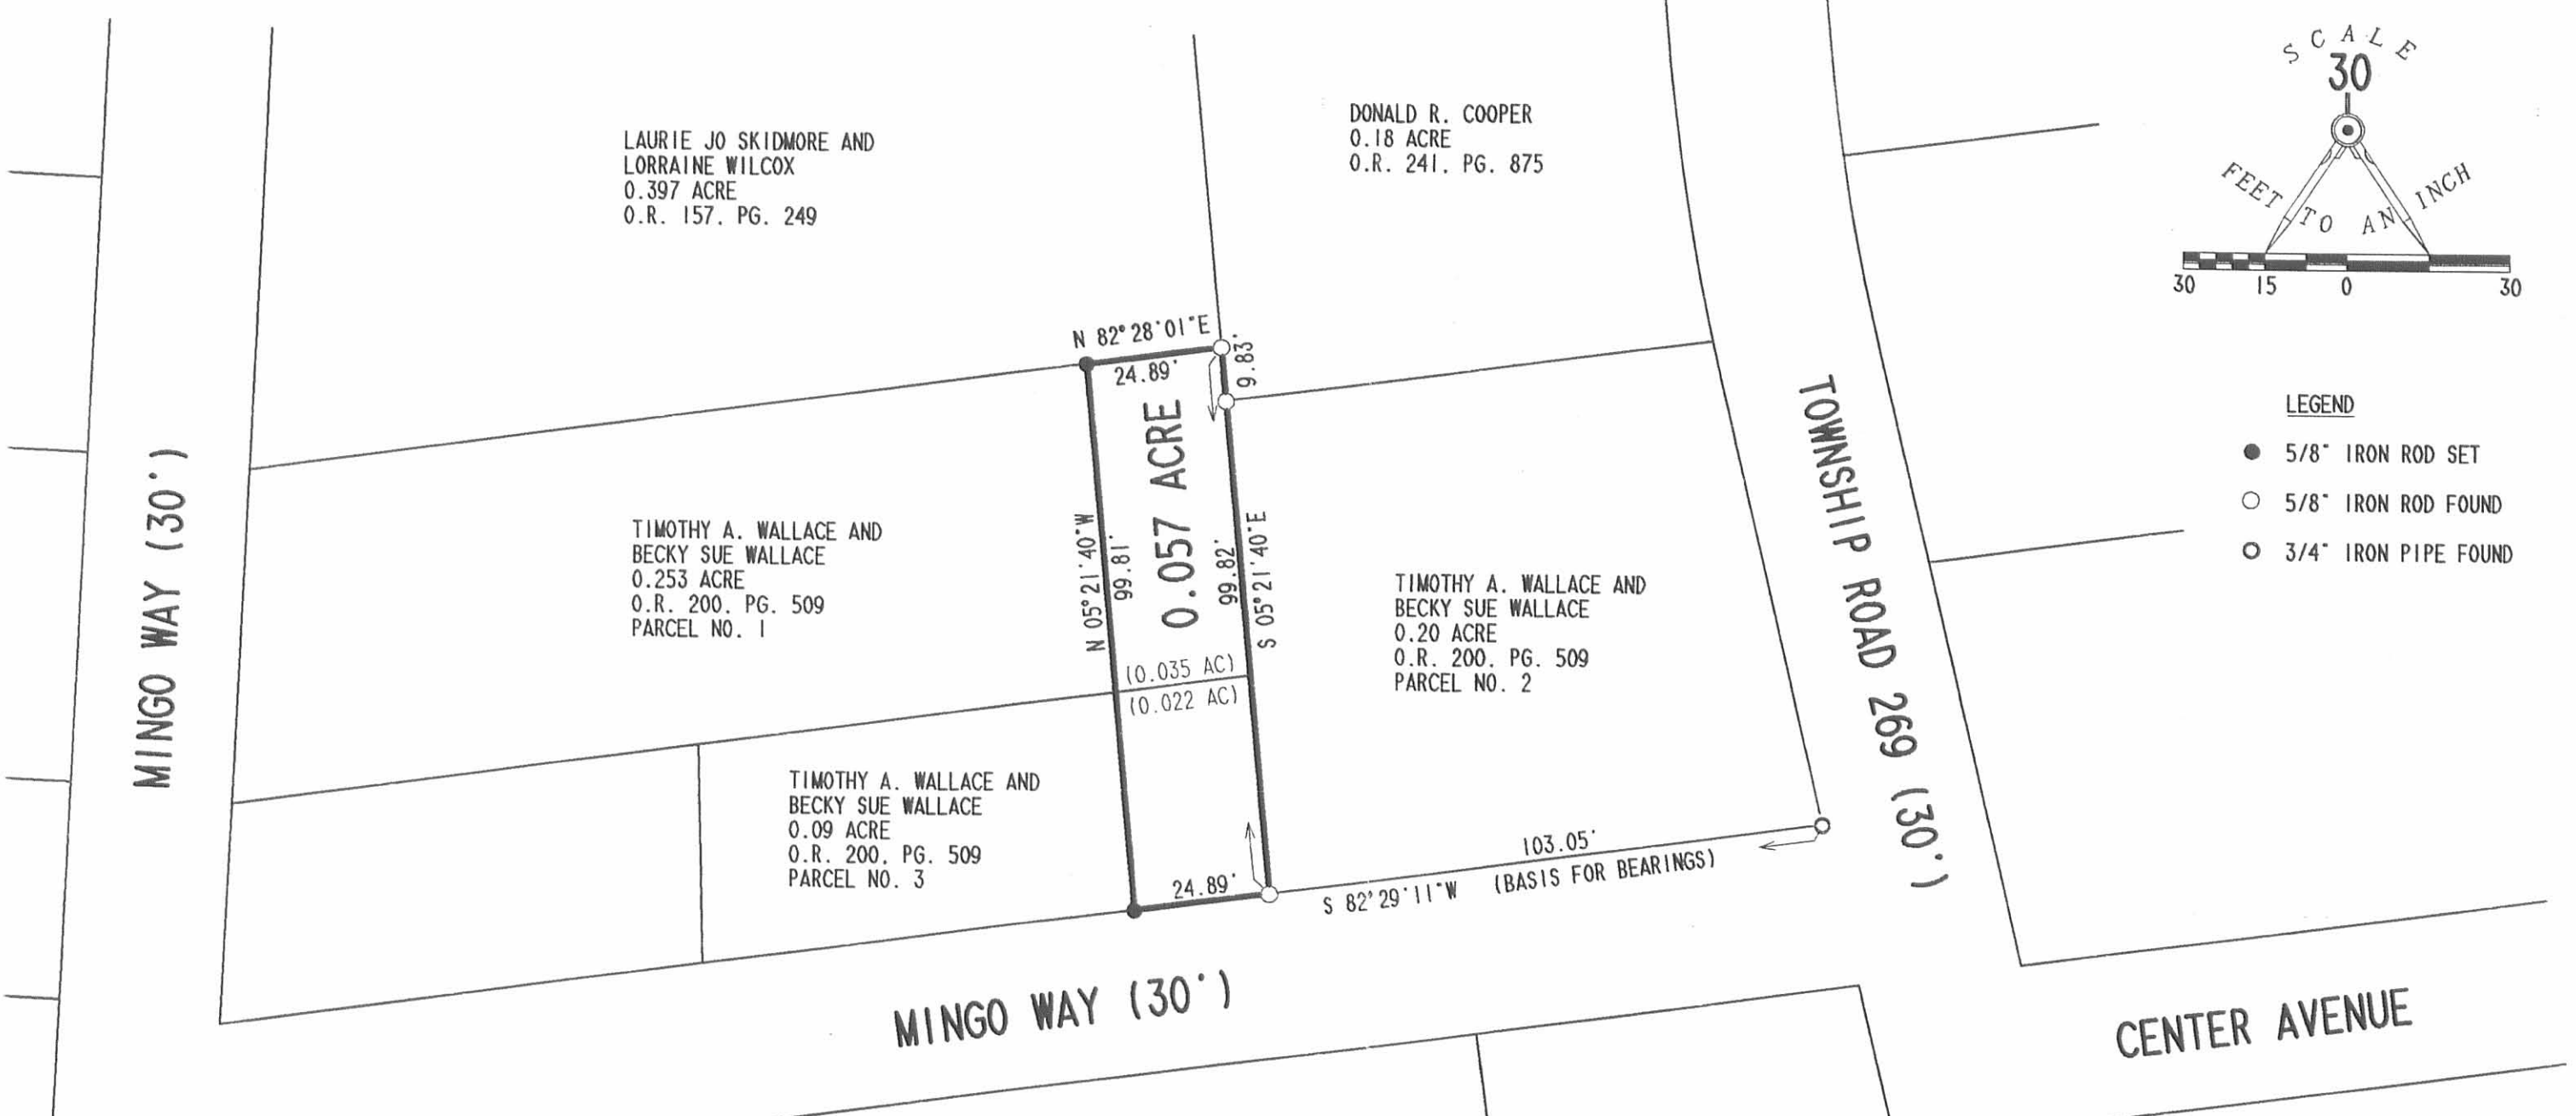 SCALE
30
FEET TO AN INCH
30 15 0 30
LAURIE JO SKIDMORE AND
LORRAINE WILCOX
0.397 ACRE
O.R. 157, PG. 249
DONALD R. COOPER
0.18 ACRE
O.R. 241, PG. 875
LEGEND
5/8" IRON ROD SET
5/8" IRON ROD FOUND
3/4" IRON PIPE FOUND
N 82°28'01"E
24.89'
9.83'
MINGO WAY (30')
TIMOTHY A. WALLACE AND
BECKY SUE WALLACE
0.253 ACRE
O.R. 200, PG. 509
PARCEL NO. 1
N 05°21'40"W
99.81'
0.057 ACRE
99.82'
S 05°21'40"E
(0.035 AC)
(0.022 AC)
TIMOTHY A. WALLACE AND
BECKY SUE WALLACE
0.20 ACRE
O.R. 200, PG. 509
PARCEL NO. 2
TOWNSHIP ROAD 269 (30')
TIMOTHY A. WALLACE AND
BECKY SUE WALLACE
0.09 ACRE
O.R. 200, PG. 509
PARCEL NO. 3
24.89'
103.05'
S 82°29'11"W (BASIS FOR BEARINGS)
MINGO WAY (30')
CENTER AVENUE